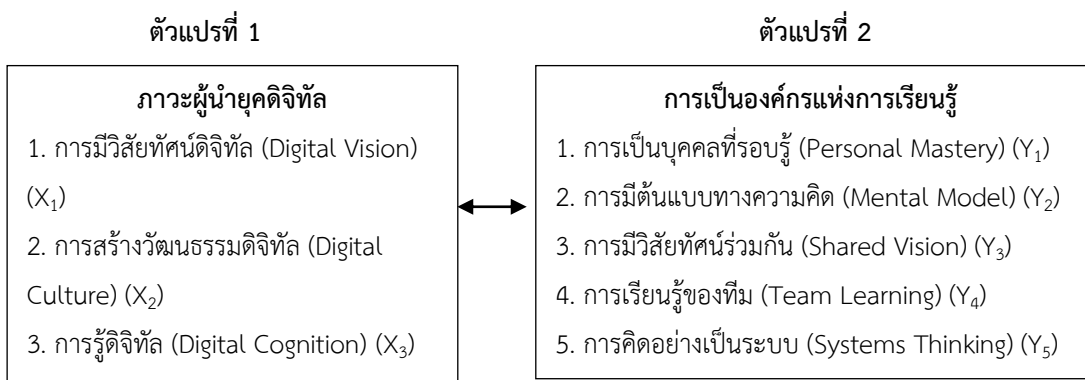 ตัวแปรที่ 1
ภาวะผู้นำยุคดิจิทัล
1. การมีวิสัยทัศน์ดิจิทัล (Digital Vision)
(X₁)
2. การสร้างวัฒนธรรมดิจิทัล (Digital
Culture) (X₂)
3. การรู้ดิจิทัล (Digital Cognition) (X₃)
ตัวแปรที่ 2
การเป็นองค์กรแห่งการเรียนรู้
1. การเป็นบุคคลที่รอบรู้ (Personal Mastery) (Y₁)
2. การมีต้นแบบทางความคิด (Mental Model) (Y₂)
3. การมีวิสัยทัศน์ร่วมกัน (Shared Vision) (Y₃)
4. การเรียนรู้ของทีม (Team Learning) (Y₄)
5. การคิดอย่างเป็นระบบ (Systems Thinking) (Y₅)